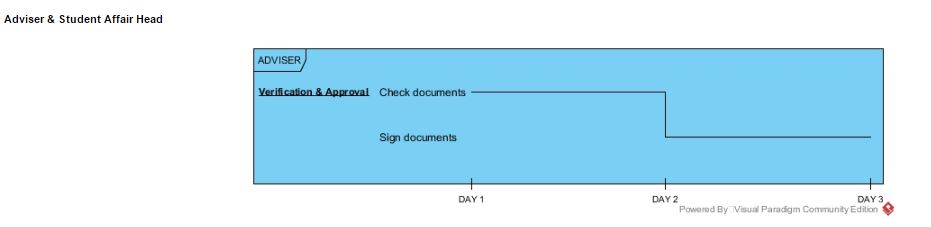 Adviser & Student Affair Head
ADVISER
Verification & Approval Check documents
Sign documents
DAY 1 DAY 2 DAY 3
Powered By Visual Paradigm Community Edition